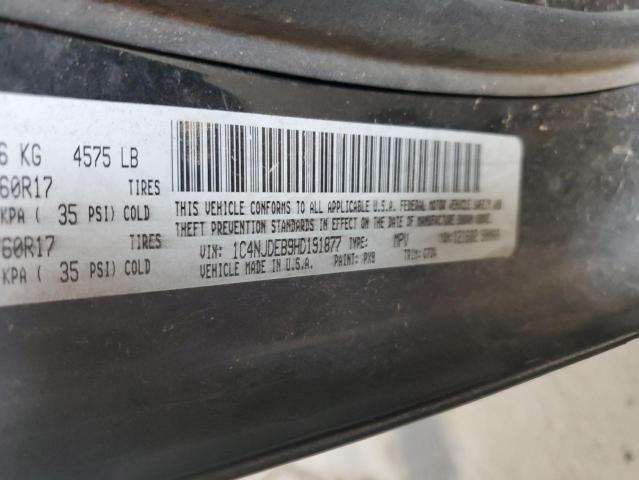 6 KG 4575 LB
60R17 TIRES
KPA ( 35 PSI) COLD
60R17 TIRES
KPA ( 35 PSI) COLD
THIS VEHICLE CONFORMS TO ALL APPLICABLE U.S.A. FEDERAL MOTOR VEHICLE SAFETY AND
THEFT PREVENTION STANDARDS IN EFFECT ON THE DATE OF MANUFACTURE SHOWN ABOVE.
VIN: 1C4NJDEB9HD191877 TYPE: MPV
VEHICLE MADE IN U.S.A. PAINT: PX8 TRIM: